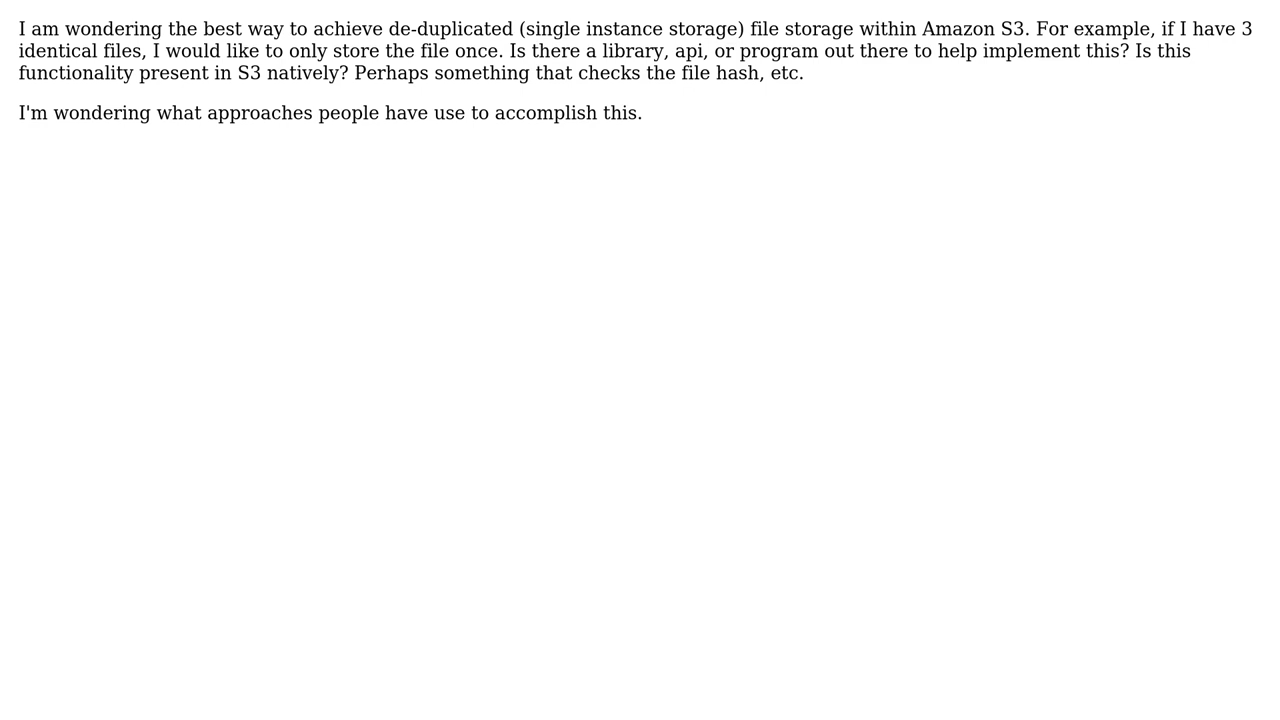 I am wondering the best way to achieve de-duplicated (single instance storage) file storage within Amazon S3. For example, if I have 3
identical files, I would like to only store the file once. Is there a library, api, or program out there to help implement this? Is this
functionality present in S3 natively? Perhaps something that checks the file hash, etc.
I'm wondering what approaches people have use to accomplish this.